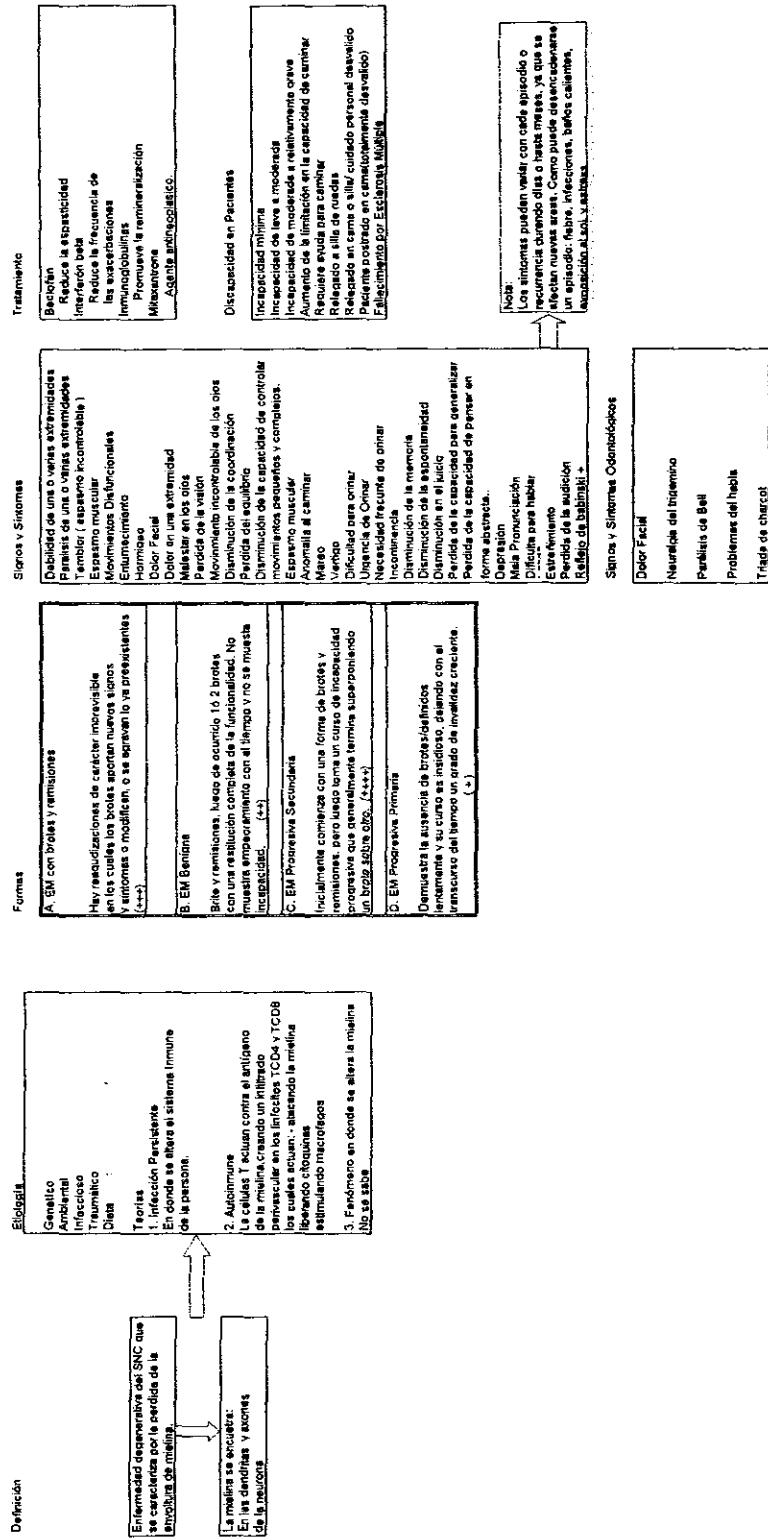 Definición
Enfermedad degenerativa del SNC que
se caracteriza por la perdida de la
envoltura de mielina.
La mielina se encuetra:
En las dendritas y axones
de la neurona
Etiología
Genetico
Ambiental
Infeccioso
Traumático
Dieta
Teorías
1. Infección Persistente
En donde se altera el sistema Inmune
de la persona.
2. Autoinmune
La células T actuan contra el antígeno
de la mielina,creando un infiltrado
perivascular en los linfocitos TCD4 y TCD8
los cuales actuan: - atacando la mielina
liberando citoquinas
estimulando macrofagos
3. Fenómeno en donde se altera la mielina
No se sabe
Formas
A. EM con brotes y remisiones
Hay reagudizaciones de carácter imprevisible
en los cuales los brotes aportan nuevos signos
y sintomas o modifican, o se agravan lo ya preexistentes
(+++)
B. EM Benigna
Brite y remisiones, luego de ocurrido 1ó 2 brotes
con una restitución completa de la funcionalidad. No
muestra empeoramiento con el tiempo y no se muesta
incapacidad. (++)
C. EM Progresiva Secundaria
Inicialmente comienza con una forma de brotes y
remisiones, pero luego toma un curso de incapacidad
progresiva que generalmente termina superponiendo
un brote sobre otro. (++++)
D. EM Progresiva Primaria
Demuestra la ausencia de brotes/definidos
lentamente y su curso es insidioso, dejando con el
transcurso del tiempo un grado de invalidez creciente.
(+)
Signos y Sintomas
Debilidad de una o varias extremidades
Paralisis de una o varias extremidades
Temblor ( espasmo incontrolable )
Espasmo muscular
Movimientos Disfuncionales
Entumecimiento
Hormigeo
Dolor Facial
Dolor en una extremidad
Malestar en los ojos
Perdida de la visión
Movimiento incontrolable de los ojos
Disminución de la coordinación
Perdida del equilibrio
Disminución de la capacidad de controlar
movimientos pequeños y complejos.
Espasmo muscular
Anomalía al caminar
Mareo
Vertigo
Dificultad para orinar
Urgencia de Orinar
Necesidad frecunte de orinar
Incontinencia
Disminución de la memoria
Disminución de la espontaneidad
Disminución en el juicio
Perdida de la capacidad para generalizar
Perdida de la capacidad de pensar en
forme abstracta..
Depresión
Mala Pronunciación
Dificulta para hablar
Estreñimiento
Perdida de la audición
Reflejo de babinski +
Signos y Sintomas Odontológicos
Dolor Facial
Neuralgia del trigemino
Parálisis de Bell
Problemas del habla
Triade de charcot
Tratamiento
Baclofen
Reduce la espasticidad
Interferón beta
Reduce la frecuencia de
las exacerbaciones
Inmunoglobulinas
Promueve la remineralización
Mitaxantrona
Agente antineoplasico.
Discapacidad en Pacientes
Incapacidad mínima
Incapacidad de leve a moderada
Incapacidad de moderada a relativamente grave
Aumento de la limitación en la capacidad de caminar
Requiere ayuda para caminar
Relegado a silla de ruedas
Relegado en cama o silla/ cuidado personal desvalido
Paciente postrado en cama(totalmente desvalido)
Fallecimiento por Esclerosis Múltiple
Nota:
Los sintomas pueden variar con cada episodio o
recurrencia durando días o hasta meses, ya que se
afectan nuevas areas. Como puede desencadenarse
un episodio: fiebre, infecciones, baños calientes,
exposición al sol, y estress